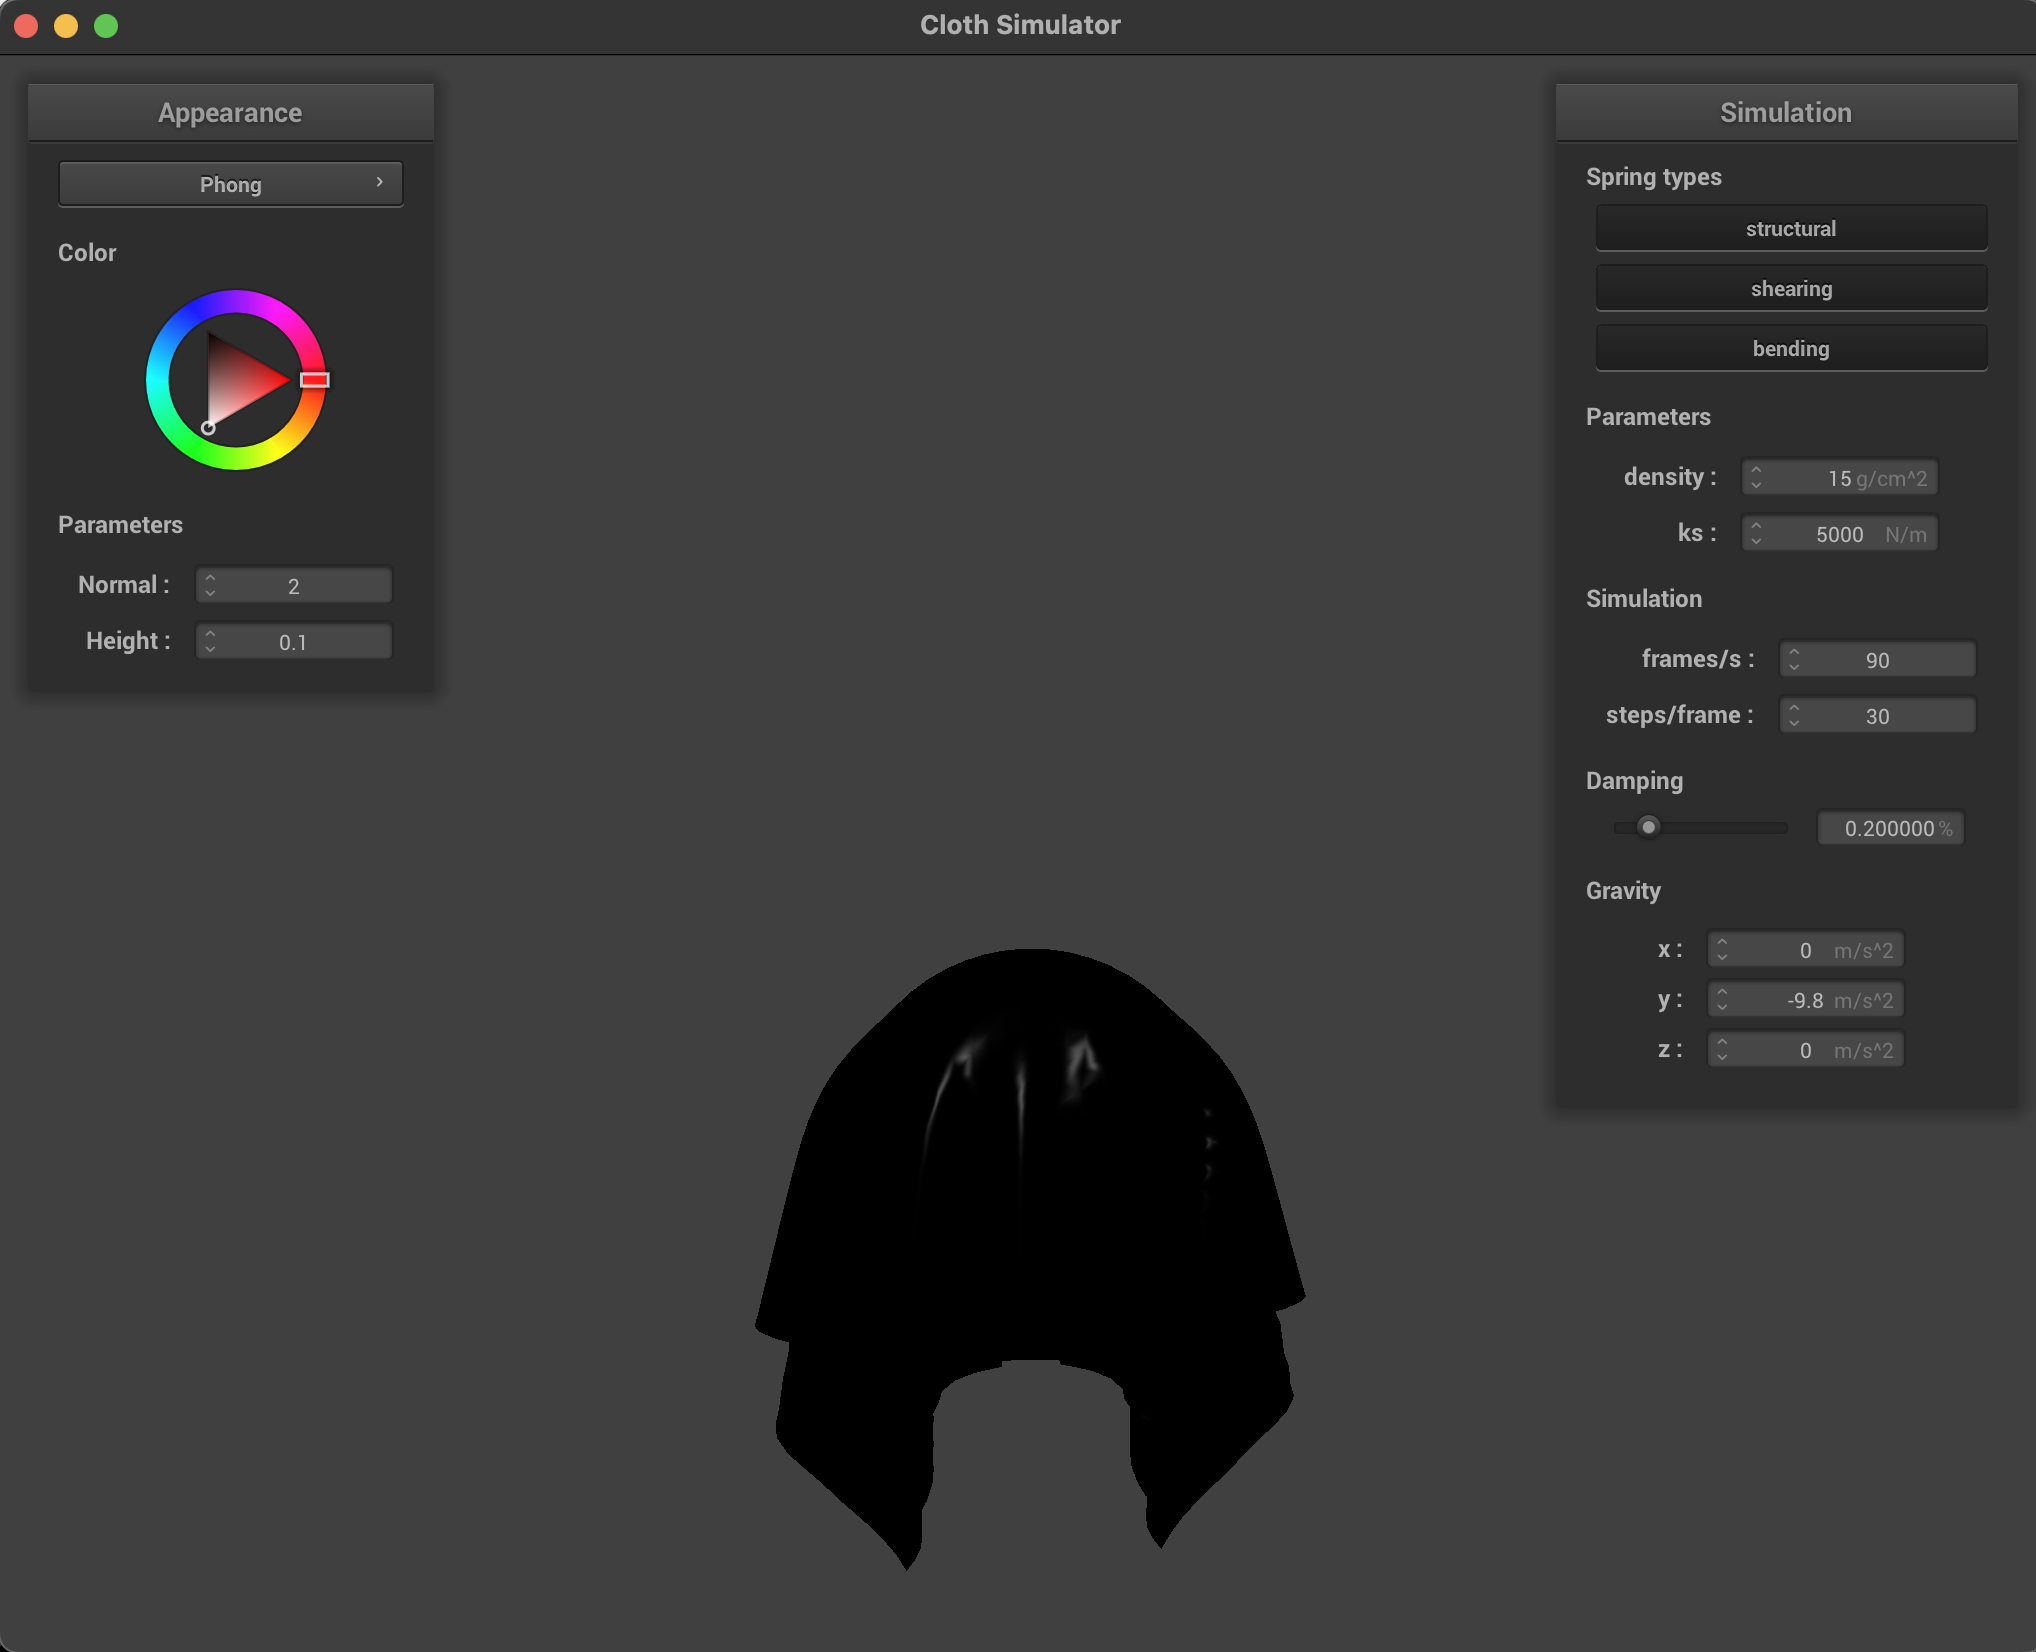 Cloth Simulator
Appearance
Phong
Color
Parameters
Normal : 2
Height : 0.1
Simulation
Spring types
structural
shearing
bending
Parameters
density : 15 g/cm^2
ks : 5000 N/m
Simulation
frames/s : 90
steps/frame : 30
Damping
0.200000 %
Gravity
x : 0 m/s^2
y : -9.8 m/s^2
z : 0 m/s^2